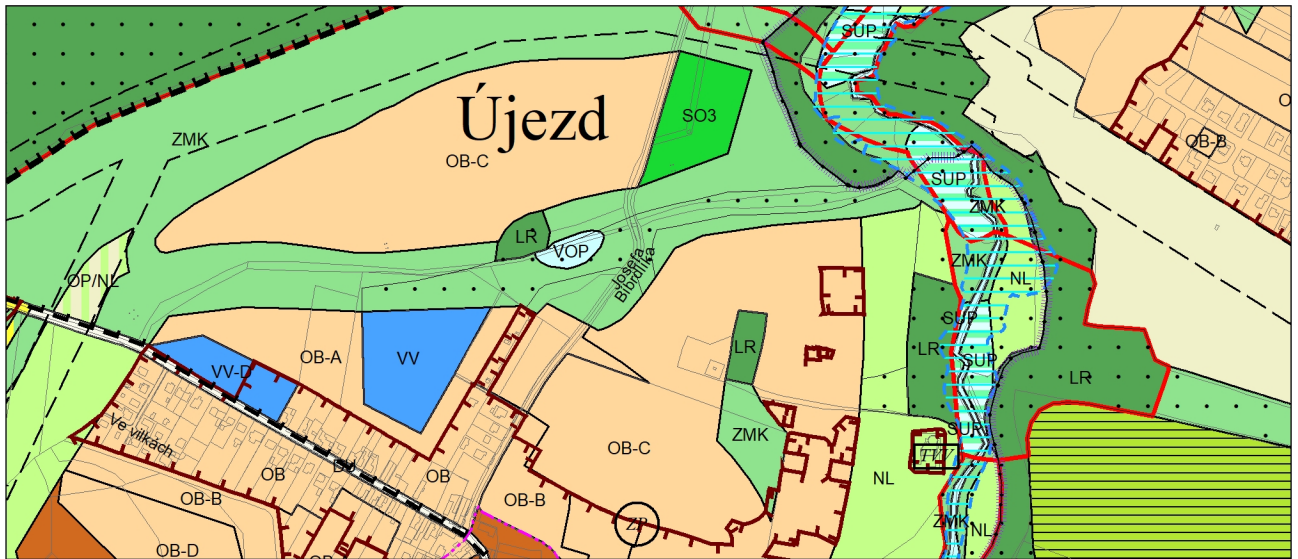 SUP
ZMK
Újezd
SO3
OB-C
O
OB-B
SUP
ZMK
LR
VOP
Josefa
Bíbrdlíka
ZMK
OP/NL
NL
SUP
OB-A
VV
LR
LR
SUP
LR
VV-D
Ve vilkách
ZMK
SUP
OB-C
OB
OB
NL
OB-B
OB-B
ZP
ZMK
NL
OB-D
OB